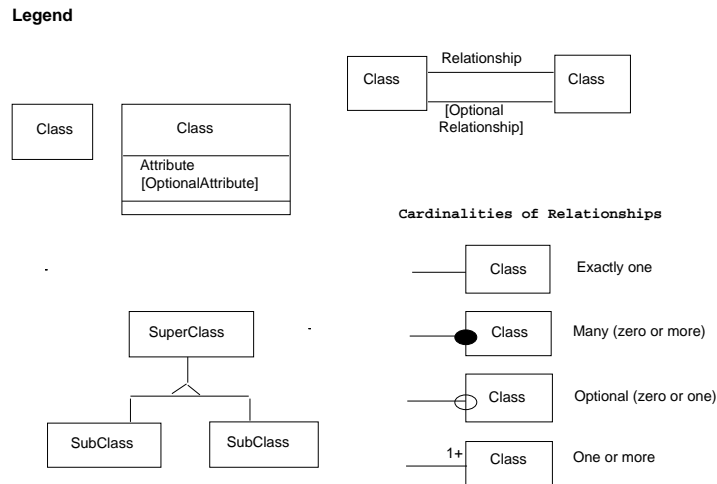 Legend
Relationship
Class
Class
[Optional
Relationship]
Class
Class
Attribute
[OptionalAttribute]
Cardinalities of Relationships
Class
Exactly one
SuperClass
Class
Many (zero or more)
Class
Optional (zero or one)
SubClass
SubClass
1+
Class
One or more